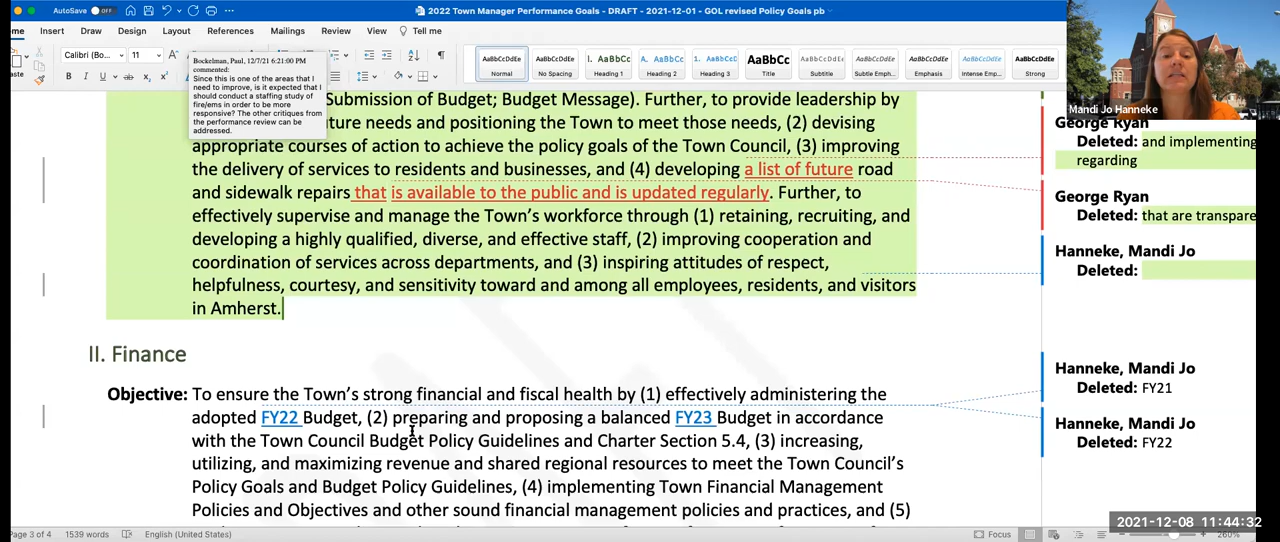 AutoSave OFF
2022 Town Manager Performance Goals - DRAFT - 2021-12-01 - GOL revised Policy Goals pb
Insert Draw Design Layout References Mailings Review View Tell me
Calibri (Bo... 11
AaBbCcDdEe AaBbCcDdEe I. AaBbCc A. AaBbCcDc 1. AaBbCcD AaBbCc AaBbCcDdEe AaBbCcDdEe AaBbCcDdEe AaBbCcDdEe AaBbCcDdEe
Normal No Spacing Heading 1 Heading 2 Heading 3 Title Subtitle Subtle Emph... Emphasis Intense Emp... Strong
Bockelman, Paul, 12/7/21 6:21:00 PM
commented:
Since this is one of the areas that I
need to improve, is it expected that I
should conduct a staffing study of
fire/ems in order to be more
responsive? The other critiques from
the performance review can be
addressed.
Mandi Jo Hanneke
Submission of Budget; Budget Message). Further, to provide leadership by
ture needs and positioning the Town to meet those needs, (2) devising
appropriate courses of action to achieve the policy goals of the Town Council, (3) improving
the delivery of services to residents and businesses, and (4) developing a list of future road
and sidewalk repairs that is available to the public and is updated regularly. Further, to
effectively supervise and manage the Town's workforce through (1) retaining, recruiting, and
developing a highly qualified, diverse, and effective staff, (2) improving cooperation and
coordination of services across departments, and (3) inspiring attitudes of respect,
helpfulness, courtesy, and sensitivity toward and among all employees, residents, and visitors
in Amherst.
II. Finance
Objective: To ensure the Town's strong financial and fiscal health by (1) effectively administering the
adopted FY22 Budget, (2) preparing and proposing a balanced FY23 Budget in accordance
with the Town Council Budget Policy Guidelines and Charter Section 5.4, (3) increasing,
utilizing, and maximizing revenue and shared regional resources to meet the Town Council's
Policy Goals and Budget Policy Guidelines, (4) implementing Town Financial Management
Policies and Objectives and other sound financial management policies and practices, and (5)
George Ryan
Deleted: and implementing
regarding
George Ryan
Deleted: that are transpare
Hanneke, Mandi Jo
Deleted:
Hanneke, Mandi Jo
Deleted: FY21
Hanneke, Mandi Jo
Deleted: FY22
2021-12-08 11:44:32
Page 3 of 4 1539 words English (United States) Focus 260%